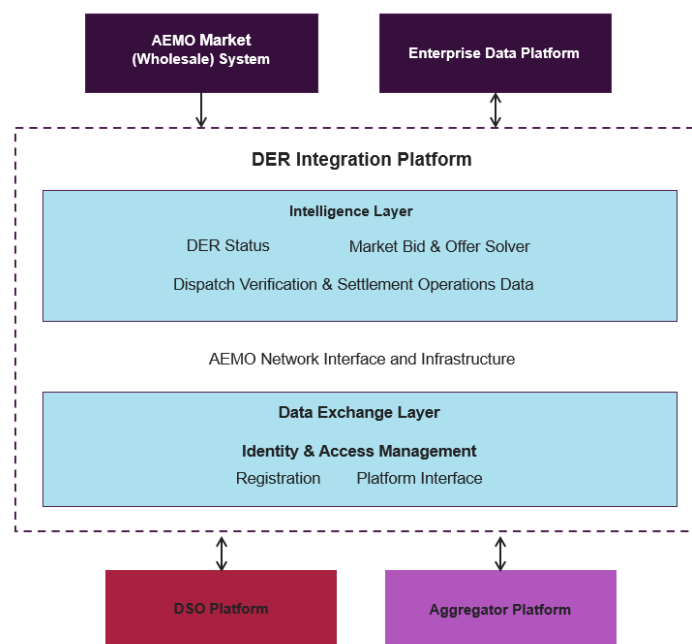 AEMO Market
(Wholesale) System
Enterprise Data Platform
DER Integration Platform
Intelligence Layer
DER Status
Market Bid & Offer Solver
Dispatch Verification & Settlement Operations Data
AEMO Network Interface and Infrastructure
Data Exchange Layer
Identity & Access Management
Registration
Platform Interface
DSO Platform
Aggregator Platform